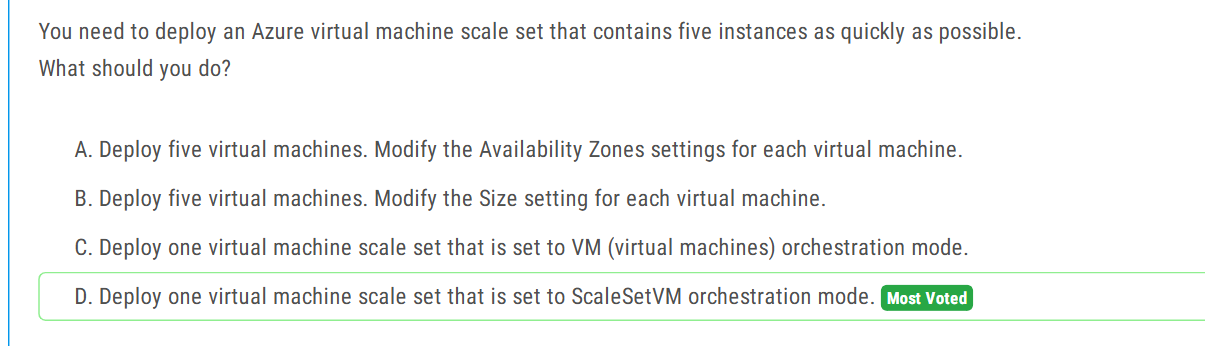 You need to deploy an Azure virtual machine scale set that contains five instances as quickly as possible.
What should you do?
A. Deploy five virtual machines. Modify the Availability Zones settings for each virtual machine.
B. Deploy five virtual machines. Modify the Size setting for each virtual machine.
C. Deploy one virtual machine scale set that is set to VM (virtual machines) orchestration mode.
D. Deploy one virtual machine scale set that is set to ScaleSetVM orchestration mode. Most Voted